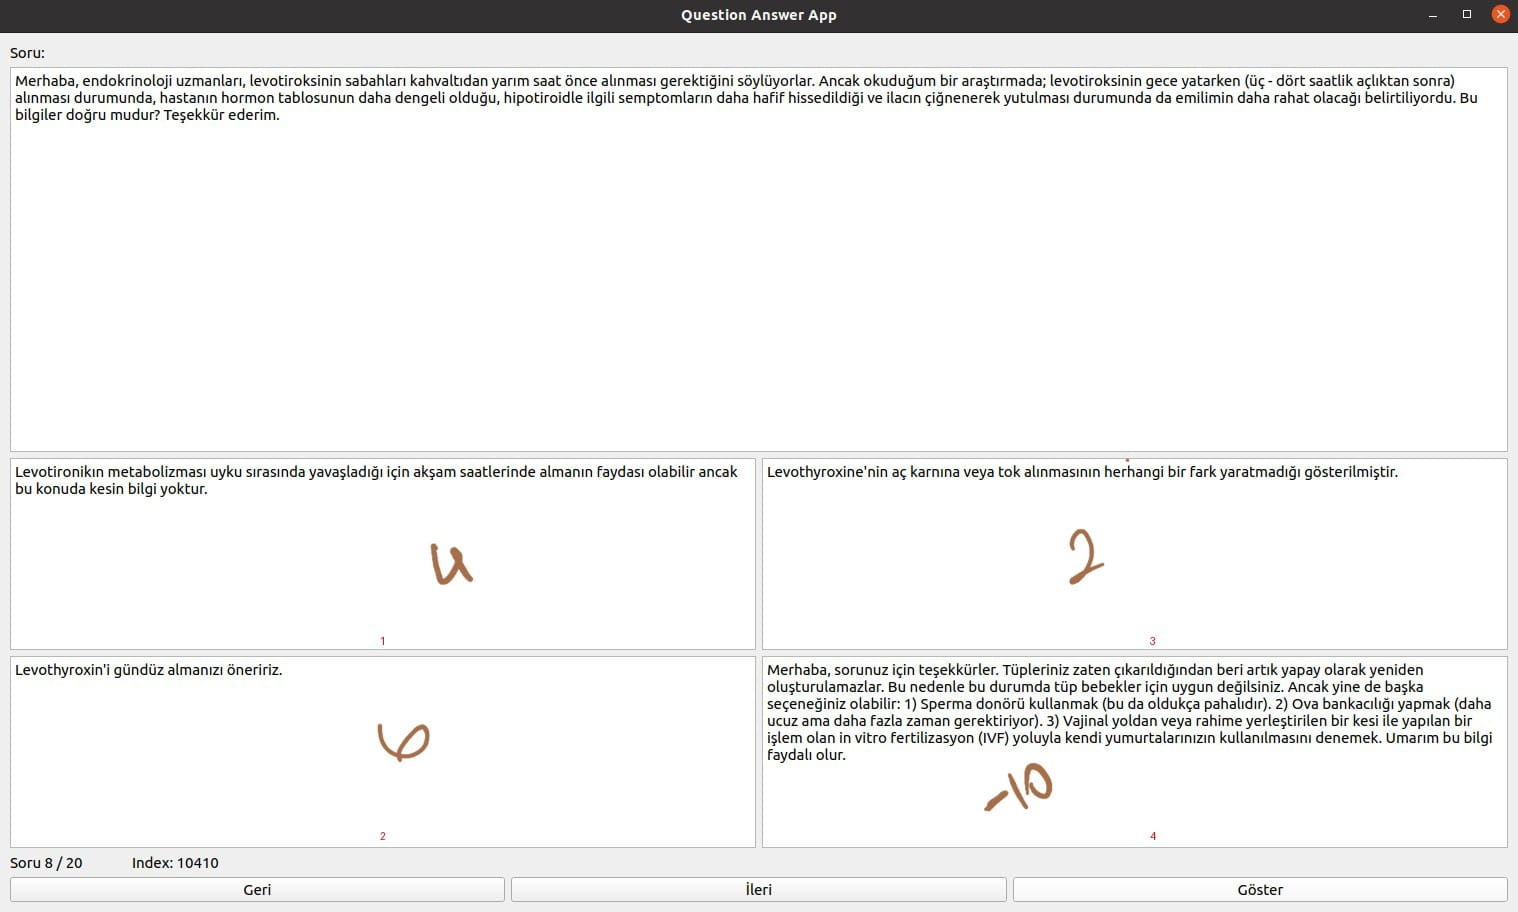 Question Answer App
Soru:
Merhaba, endokrinoloji uzmanları, levotiroksinin sabahları kahvaltıdan yarım saat önce alınması gerektiğini söylüyorlar. Ancak okuduğum bir araştırmada; levotiroksinin gece yatarken (üç - dört saatlik açlıktan sonra)
alınması durumunda, hastanın hormon tablosunun daha dengeli olduğu, hipotiroidle ilgili semptomların daha hafif hissedildiği ve ilacın çiğnenerek yutulması durumunda da emilimin daha rahat olacağı belirtiliyordu. Bu
bilgiler doğru mudur? Teşekkür ederim.
Levotironikın metabolizması uyku sırasında yavaşladığı için akşam saatlerinde almanın faydası olabilir ancak
bu konuda kesin bilgi yoktur.
4
1
Levothyroxine'nin aç karnına veya tok alınmasının herhangi bir fark yaratmadığı gösterilmiştir.
2
3
Levothyroxin'i gündüz almanızı öneririz.
6
2
Merhaba, sorunuz için teşekkürler. Tüpleriniz zaten çıkarıldığından beri artık yapay olarak yeniden
oluşturulamazlar. Bu nedenle bu durumda tüp bebekler için uygun değilsiniz. Ancak yine de başka
seçeneğiniz olabilir: 1) Sperma donörü kullanmak (bu da oldukça pahalıdır). 2) Ova bankacılığı yapmak (daha
ucuz ama daha fazla zaman gerektiriyor). 3) Vajinal yoldan veya rahime yerleştirilen bir kesi ile yapılan bir
işlem olan in vitro fertilizasyon (IVF) yoluyla kendi yumurtalarınızın kullanılmasını denemek. Umarım bu bilgi
faydalı olur.
-10
4
Soru 8 / 20
Index: 10410
Geri
İleri
Göster